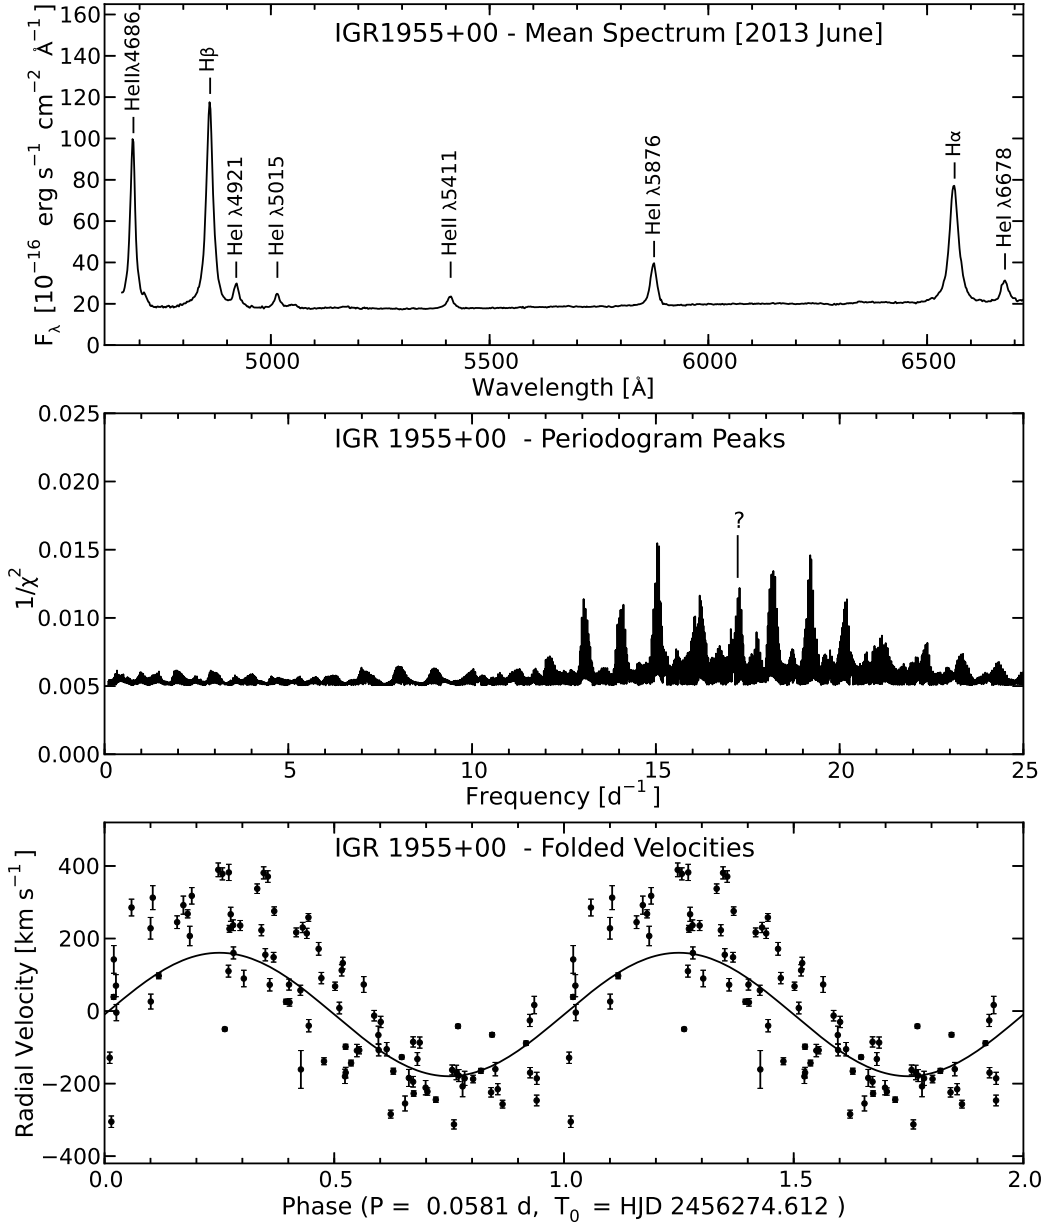 IGR1955+00 - Mean Spectrum [2013 June]
F_λ [10^−16 erg s^−1 cm^−2 Å^−1]
160
140
120
100
80
60
40
20
0
HeIIλ4686
Hβ
HeI λ4921
HeI λ5015
HeII λ5411
HeI λ5876
Hα
HeI λ6678
5000 5500 6000 6500
Wavelength [Å]
IGR 1955+00 - Periodogram Peaks
1/χ^2
0.025
0.020
0.015
0.010
0.005
0.000
?
0 5 10 15 20 25
Frequency [d^−1]
IGR 1955+00 - Folded Velocities
Radial Velocity [km s^−1]
400
200
0
−200
−400
0.0 0.5 1.0 1.5 2.0
Phase (P = 0.0581 d, T_0 = HJD 2456274.612 )